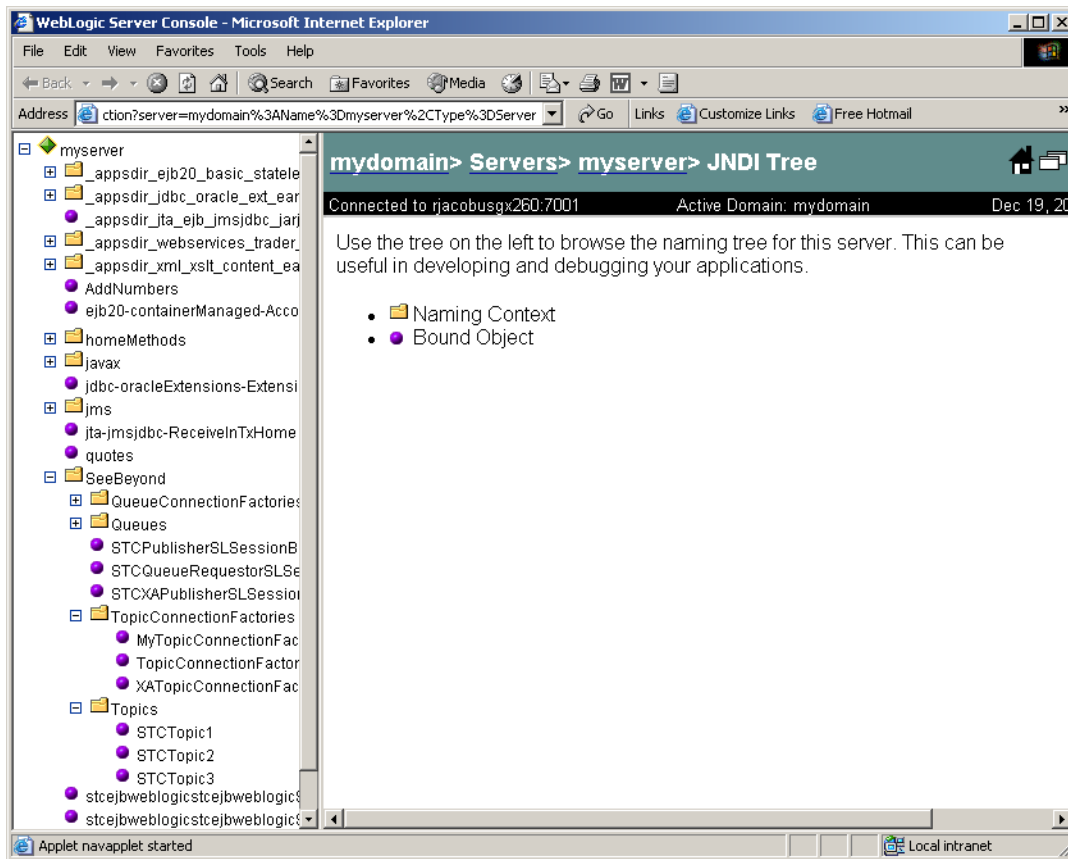 WebLogic Server Console - Microsoft Internet Explorer
File Edit View Favorites Tools Help
Back Search Favorites Media
Address ction?server=mydomain%3AName%3Dmyserver%2CType%3DServer Go Links Customize Links Free Hotmail »
myserver
_appsdir_ejb20_basic_statele
_appsdir_jdbc_oracle_ext_ear
_appsdir_jta_ejb_jmsjdbc_jarj
_appsdir_webservices_trader_
_appsdir_xml_xslt_content_ea
AddNumbers
ejb20-containerManaged-Acco
homeMethods
javax
jdbc-oracleExtensions-Extensi
jms
jta-jmsjdbc-ReceiveInTxHome
quotes
SeeBeyond
QueueConnectionFactories
Queues
STCPublisherSLSessionB
STCQueueRequestorSLSe
STCXAPublisherSLSession
TopicConnectionFactories
MyTopicConnectionFac
TopicConnectionFactor
XATopicConnectionFac
Topics
STCTopic1
STCTopic2
STCTopic3
stcejbweblogicstcejbweblogicS
stcejbweblogicstcejbweblogicS
mydomain> Servers> myserver> JNDI Tree
Connected to rjacobusgx260:7001 Active Domain: mydomain Dec 19, 20
Use the tree on the left to browse the naming tree for this server. This can be
useful in developing and debugging your applications.
• Naming Context
• Bound Object
Applet navapplet started Local intranet